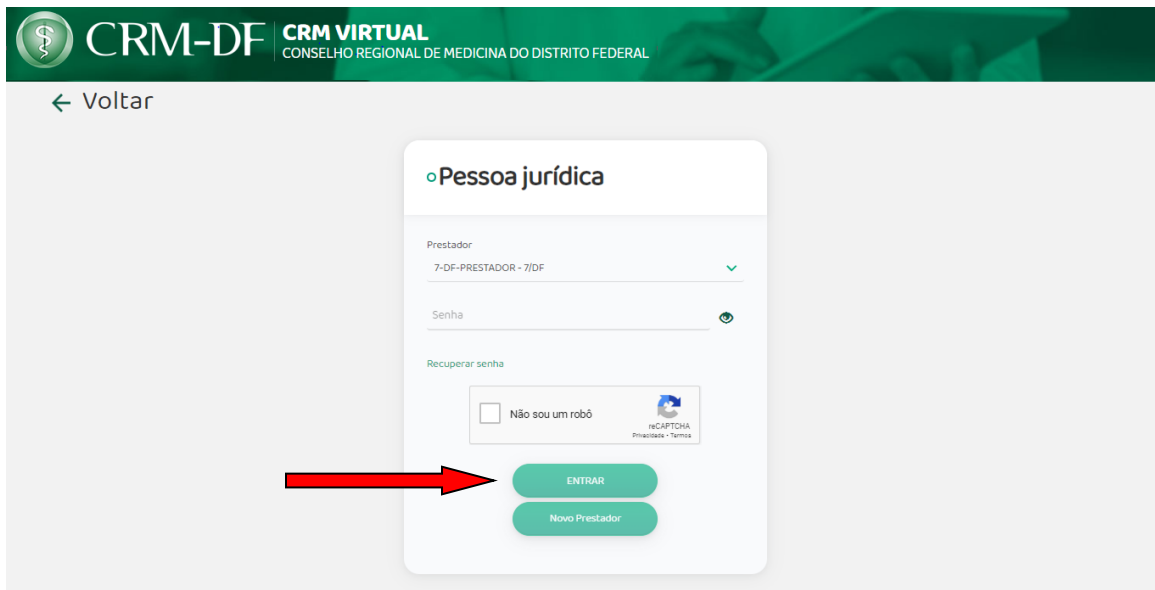 CRM-DF
CRM VIRTUAL
CONSELHO REGIONAL DE MEDICINA DO DISTRITO FEDERAL
Voltar
Pessoa jurídica
Prestador
7-DF-PRESTADOR - 7/DF
Senha
Recuperar senha
Não sou um robô
reCAPTCHA
Privacidade - Termos
ENTRAR
Novo Prestador